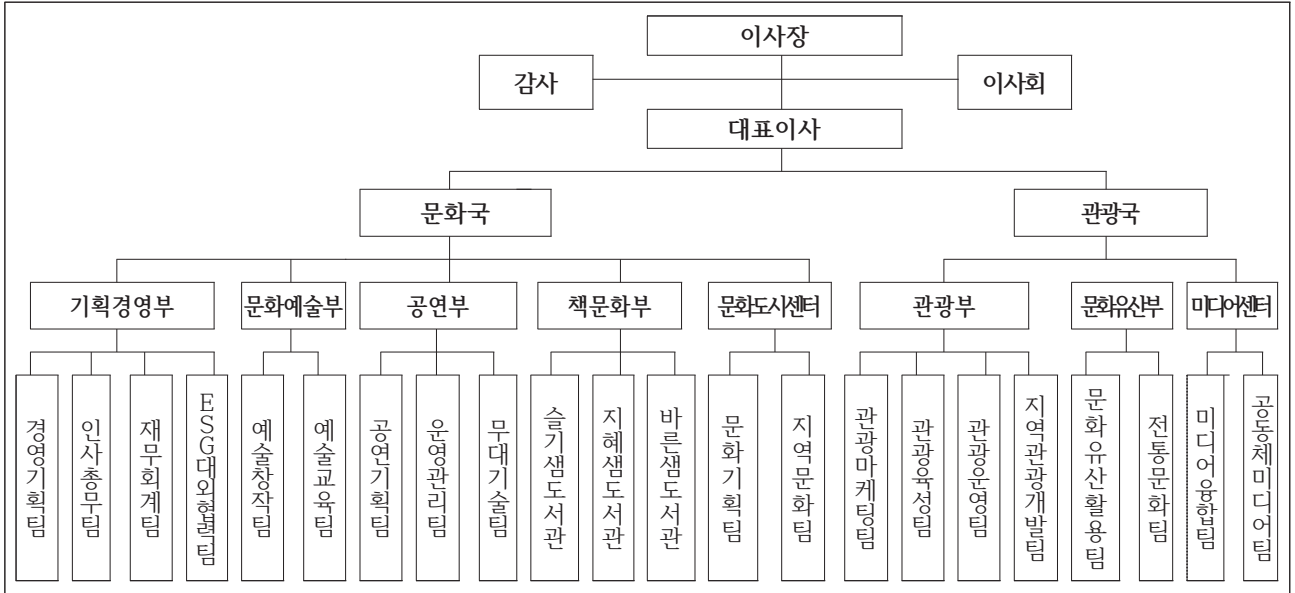 이사장
감사
이사회
대표이사
문화국
관광국
기획경영부
문화예술부
공연부
책문화부
문화도시센터
관광부
문화유산부
미디어센터
경영기획팀
인사총무팀
재무회계팀
ESG대외협력팀
예술창작팀
예술교육팀
공연기획팀
운영관리팀
무대기술팀
슬기샘도서관
지혜샘도서관
바른샘도서관
문화기획팀
지역문화팀
관광마케팅팀
관광육성팀
관광운영팀
지역관광개발팀
문화유산활용팀
전통문화팀
미디어융합팀
공동체미디어팀